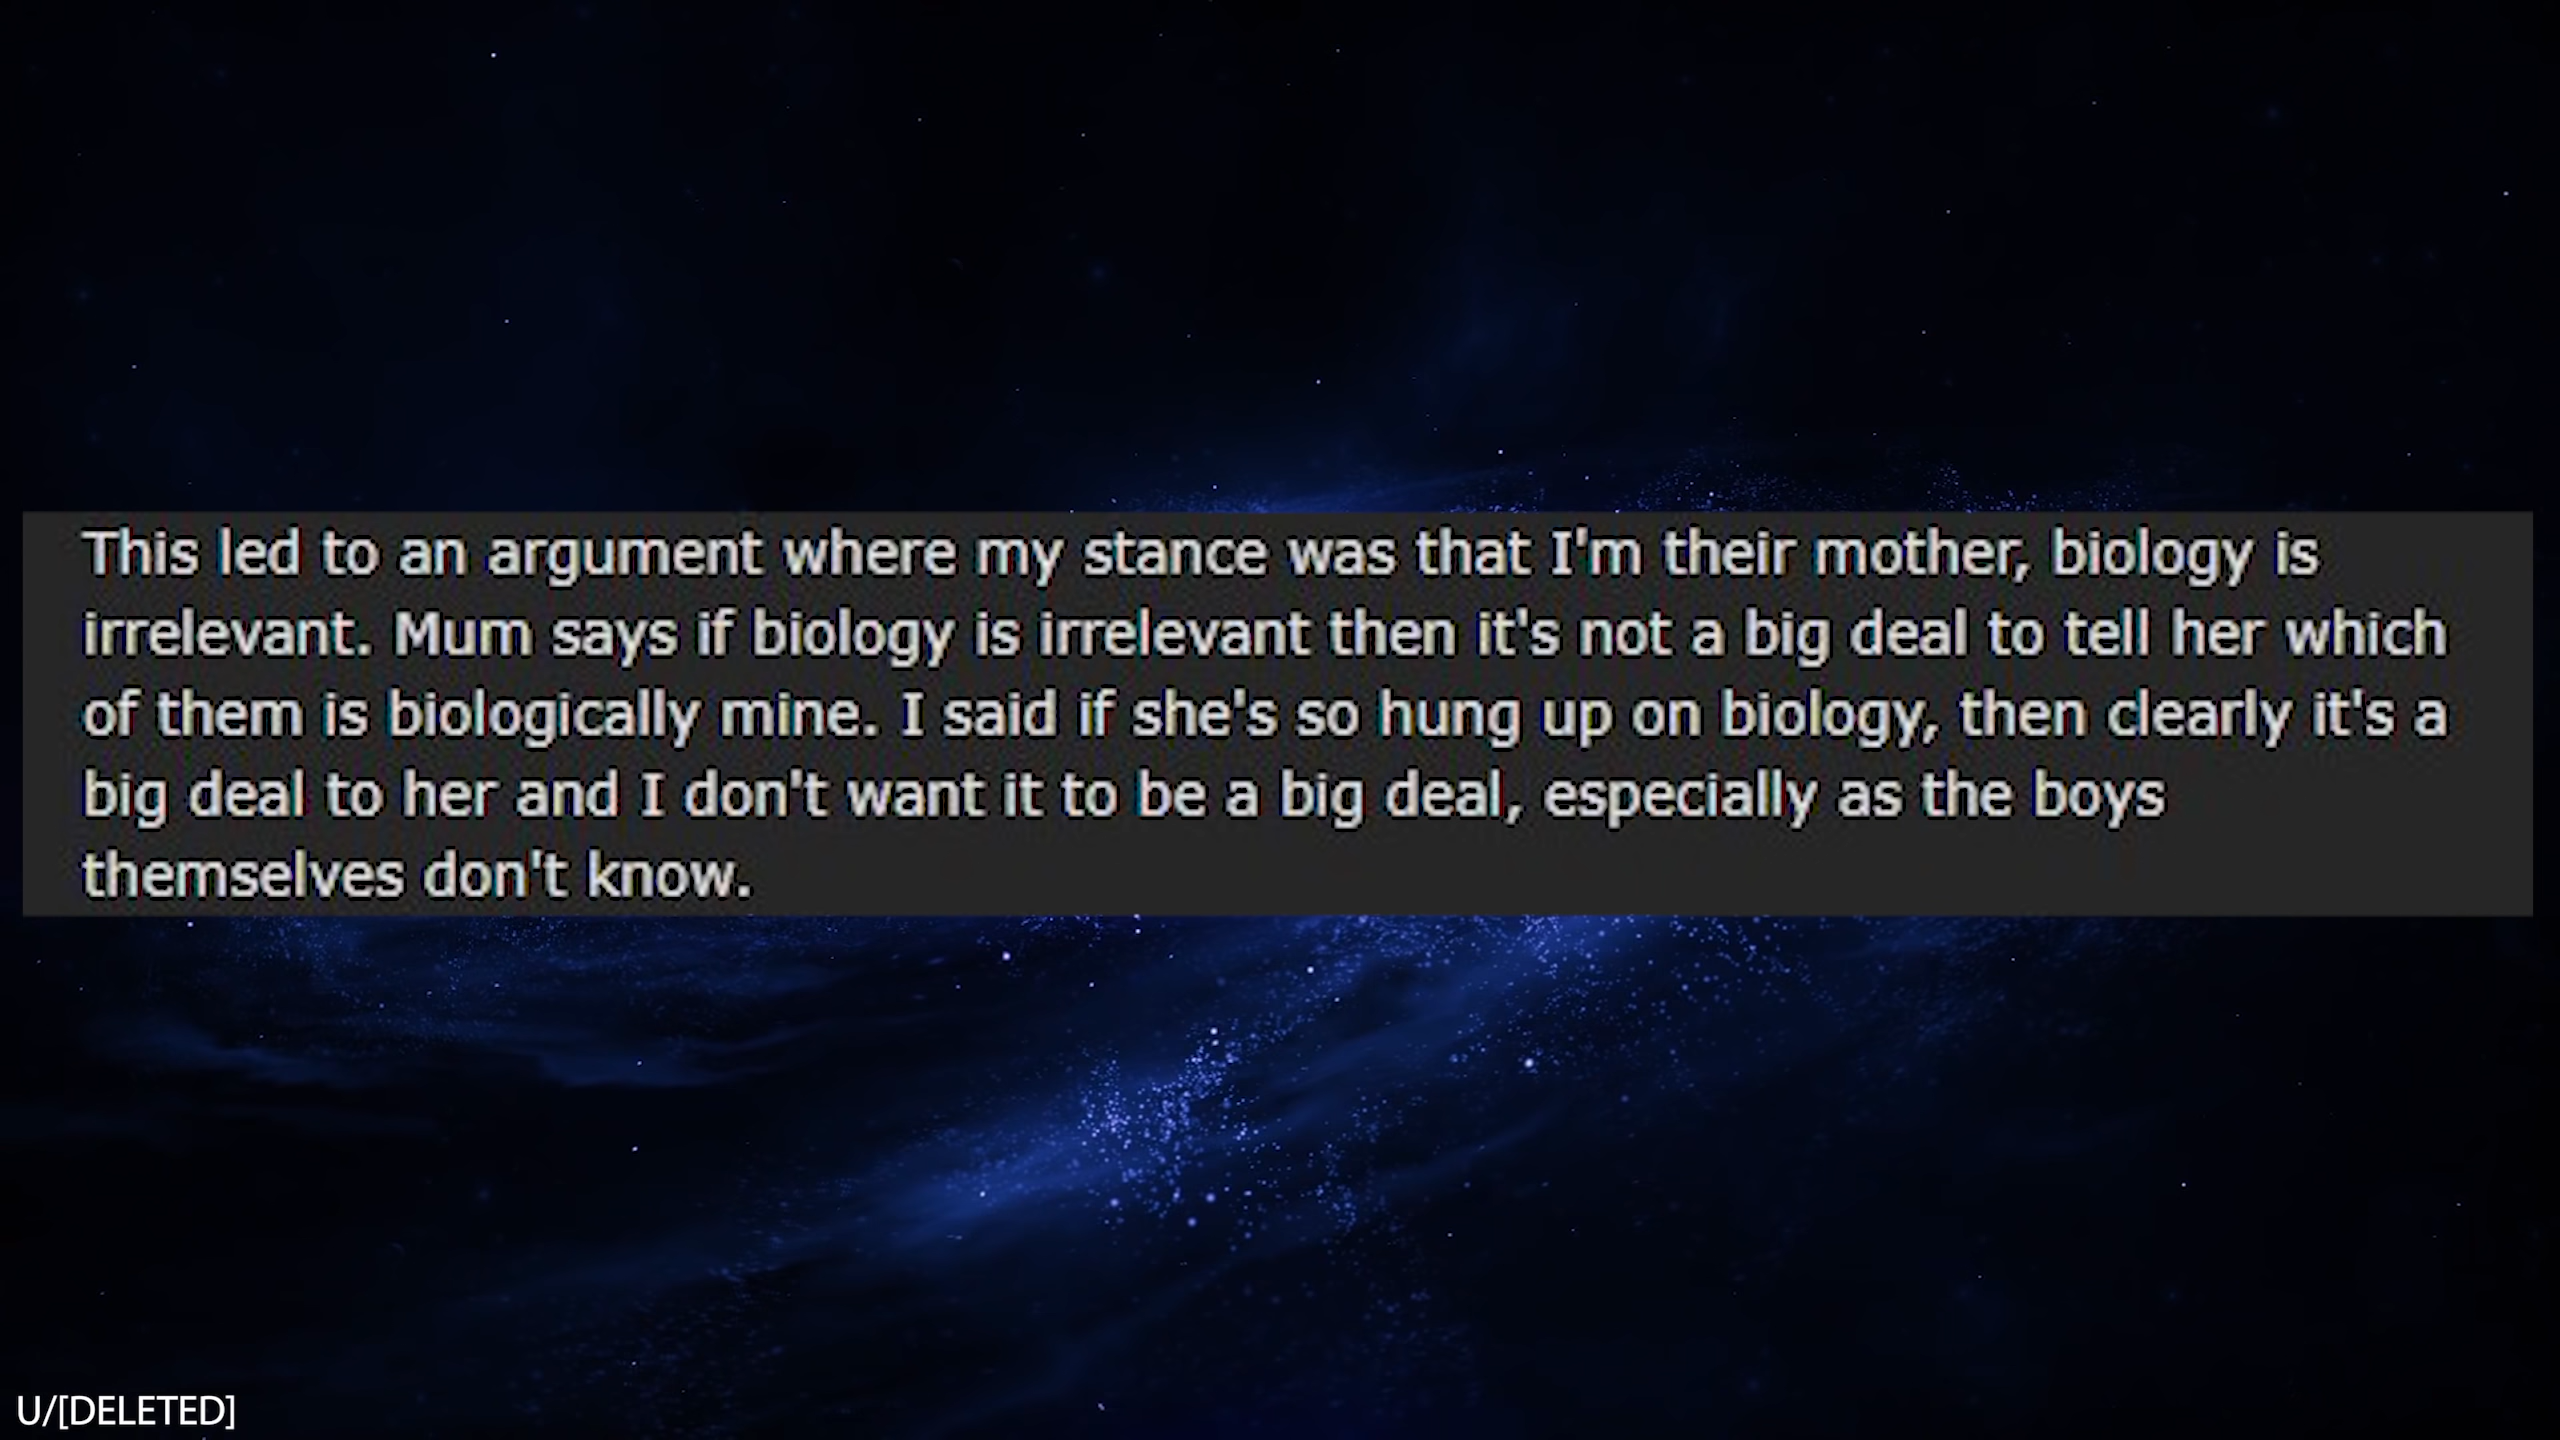 This led to an argument where my stance was that I'm their mother, biology is
irrelevant. Mum says if biology is irrelevant then it's not a big deal to tell her which
of them is biologically mine. I said if she's so hung up on biology, then clearly it's a
big deal to her and I don't want it to be a big deal, especially as the boys
themselves don't know.
U/[DELETED]